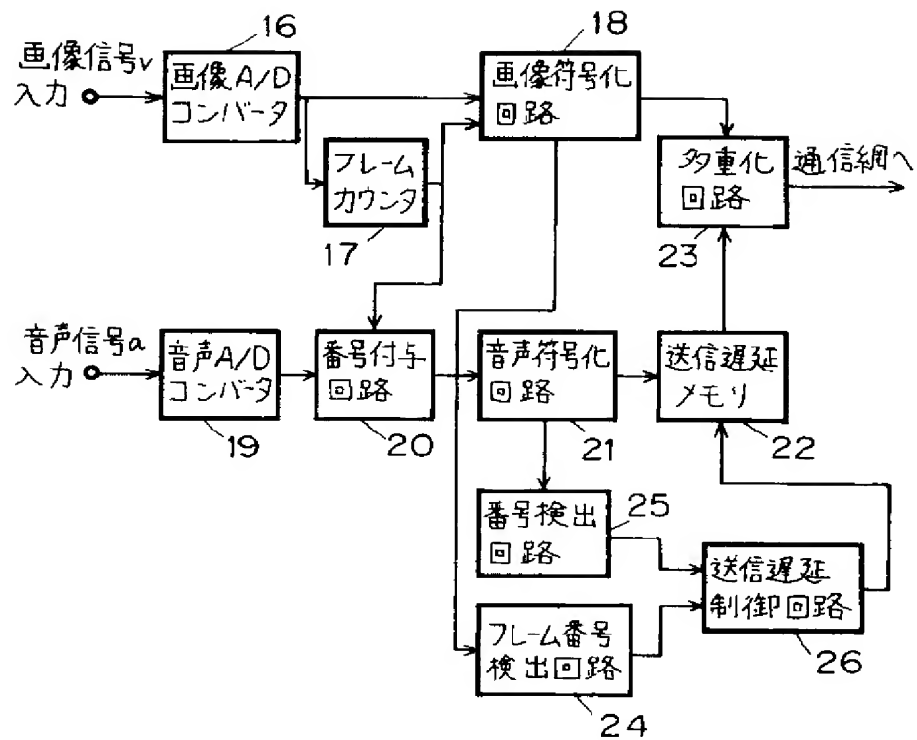 16
画像信号v
入力
画像A/D
コンバータ
18
画像符号化
回路
フレーム
カウンタ
17
多重化
回路
23
通信網へ
音声信号a
入力
音声A/D
コンバータ
19
番号付与
回路
20
音声符号化
回路
21
送信遅延
メモリ
22
番号検出
回路
25
送信遅延
制御回路
26
フレーム番号
検出回路
24